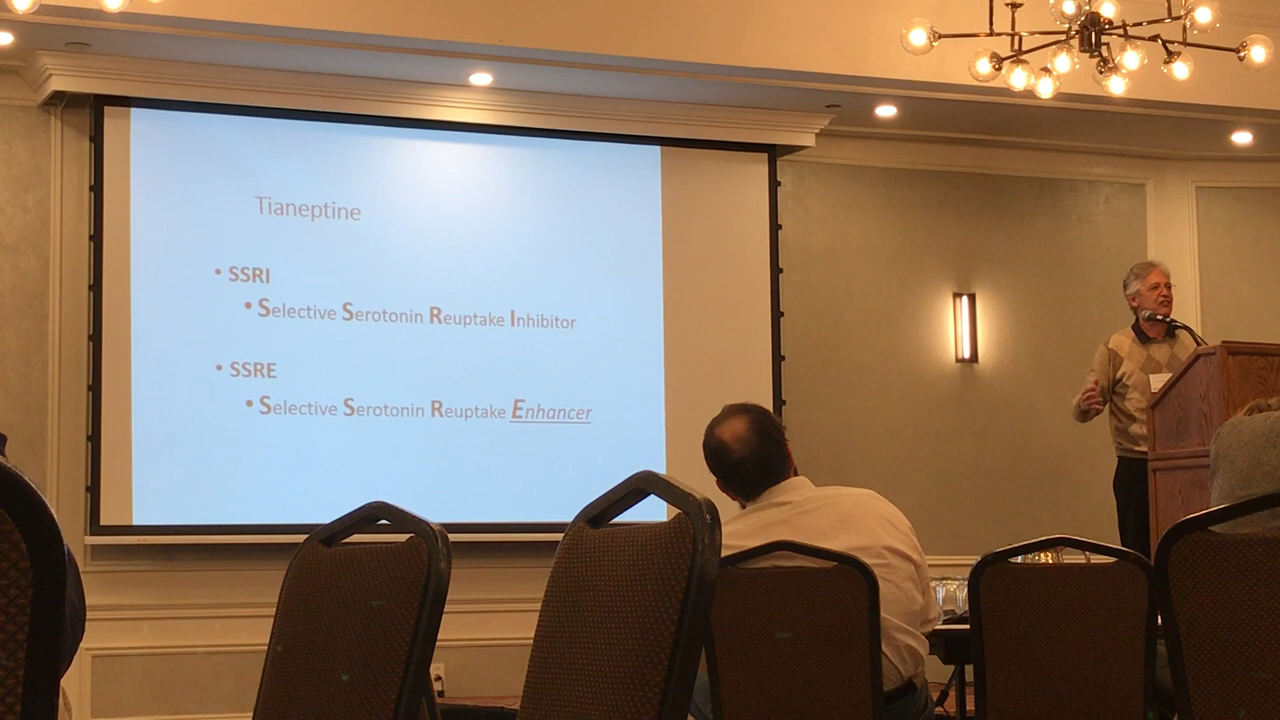 Tianeptine
• SSRI
• Selective Serotonin Reuptake Inhibitor
• SSRE
• Selective Serotonin Reuptake Enhancer